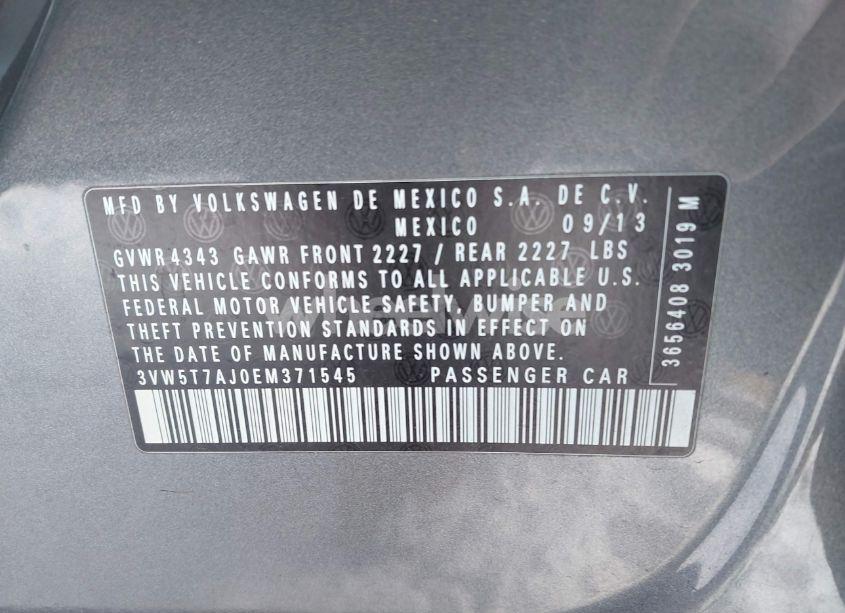 MFD BY VOLKSWAGEN DE MEXICO S.A. DE C.V.
MEXICO 09/13
GVWR 4343 GAWR FRONT 2227 / REAR 2227 LBS
THIS VEHICLE CONFORMS TO ALL APPLICABLE U.S.
FEDERAL MOTOR VEHICLE SAFETY, BUMPER AND
THEFT PREVENTION STANDARDS IN EFFECT ON
THE DATE OF MANUFACTURE SHOWN ABOVE.
3VW5T7AJ0EM371545 PASSENGER CAR
3656408 3019 M